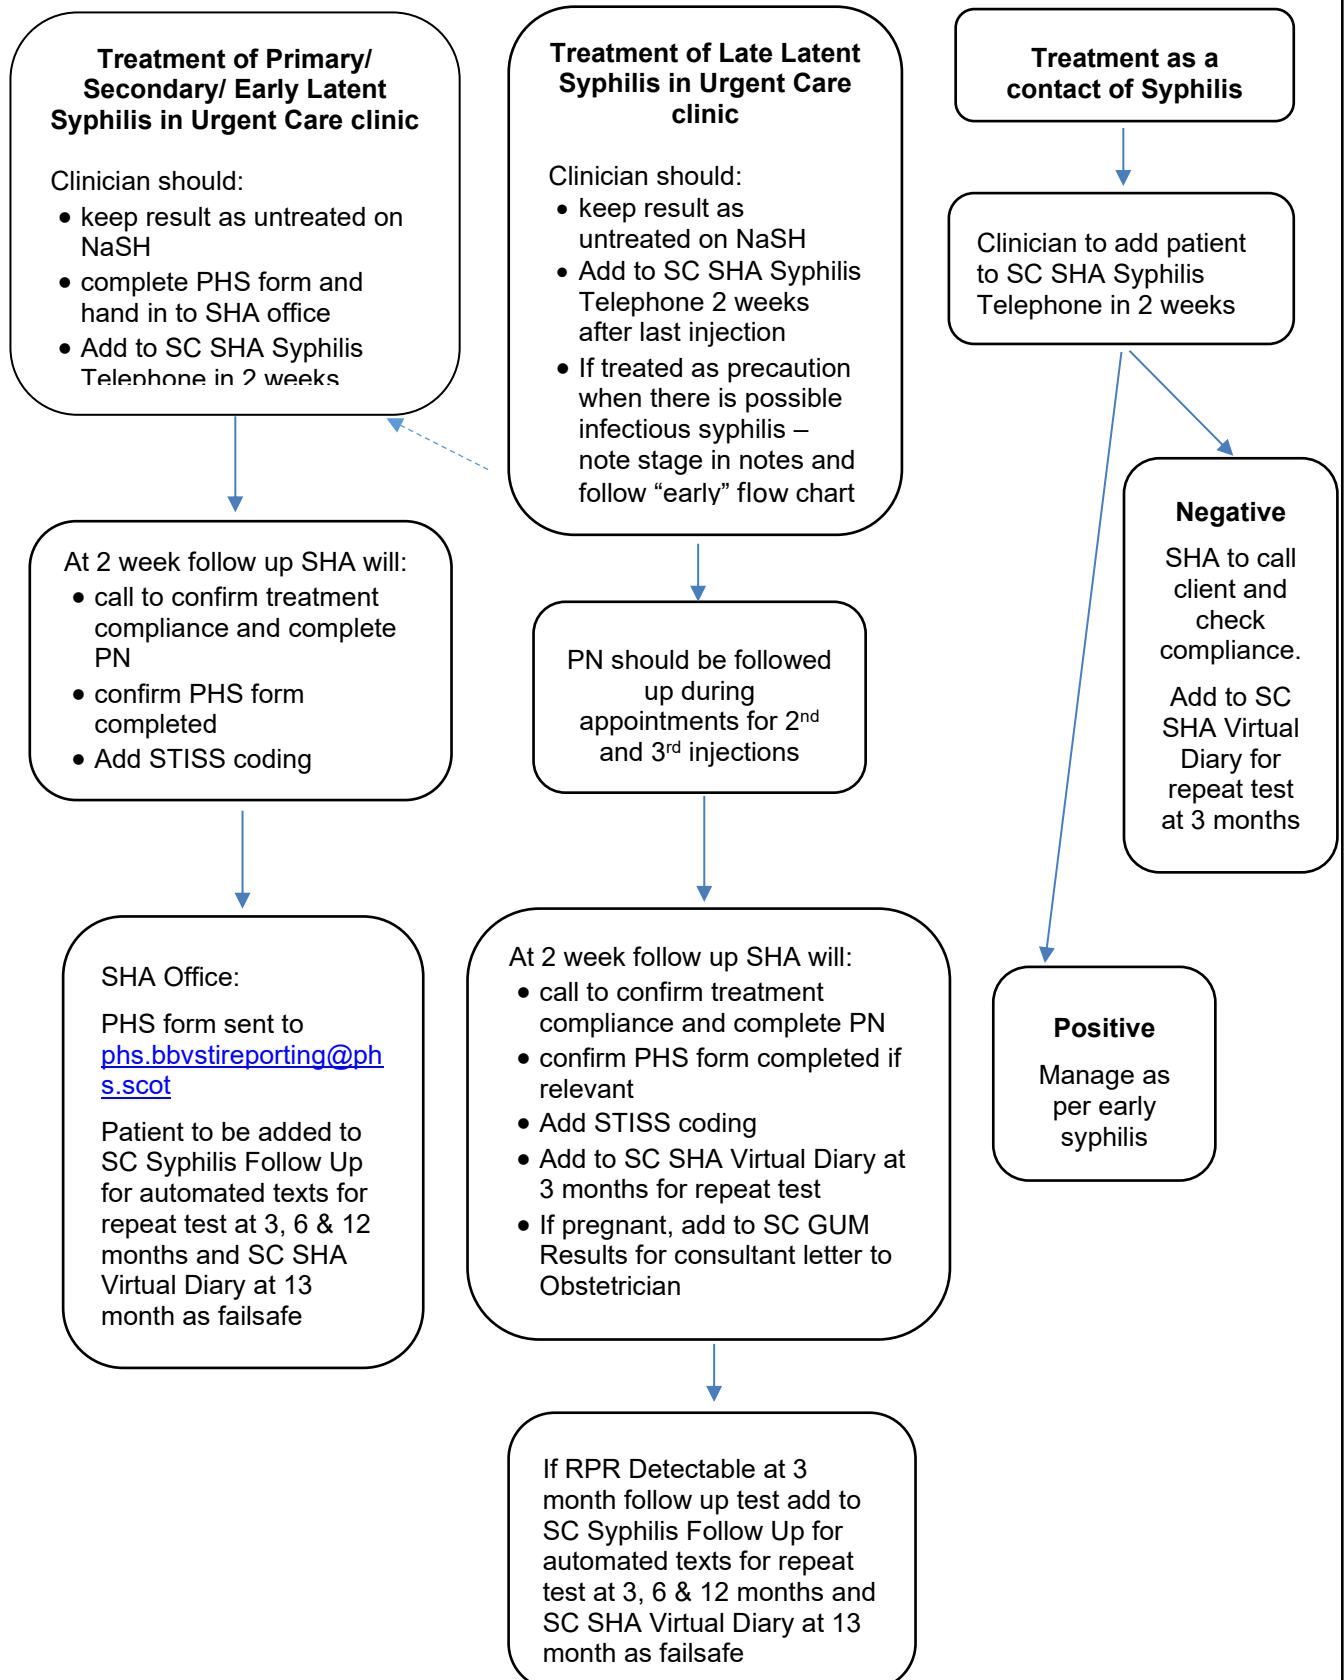 Treatment of Primary/
Secondary/ Early Latent
Syphilis in Urgent Care clinic
Clinician should:
• keep result as untreated on
NaSH
• complete PHS form and
hand in to SHA office
• Add to SC SHA Syphilis
Telephone in 2 weeks
At 2 week follow up SHA will:
• call to confirm treatment
compliance and complete
PN
• confirm PHS form
completed
• Add STISS coding
SHA Office:
PHS form sent to
phs.bbvstireporting@ph
s.scot
Patient to be added to
SC Syphilis Follow Up
for automated texts for
repeat test at 3, 6 & 12
months and SC SHA
Virtual Diary at 13
month as failsafe
Treatment of Late Latent
Syphilis in Urgent Care
clinic
Clinician should:
• keep result as
untreated on NaSH
• Add to SC SHA Syphilis
Telephone 2 weeks
after last injection
• If treated as precaution
when there is possible
infectious syphilis –
note stage in notes and
follow “early” flow chart
PN should be followed
up during
appointments for 2nd
and 3rd injections
At 2 week follow up SHA will:
• call to confirm treatment
compliance and complete PN
• confirm PHS form completed if
relevant
• Add STISS coding
• Add to SC SHA Virtual Diary at
3 months for repeat test
• If pregnant, add to SC GUM
Results for consultant letter to
Obstetrician
If RPR Detectable at 3
month follow up test add to
SC Syphilis Follow Up for
automated texts for repeat
test at 3, 6 & 12 months and
SC SHA Virtual Diary at 13
month as failsafe
Treatment as a
contact of Syphilis
Clinician to add patient
to SC SHA Syphilis
Telephone in 2 weeks
Negative
SHA to call
client and
check
compliance.
Add to SC
SHA Virtual
Diary for
repeat test
at 3 months
Positive
Manage as
per early
syphilis